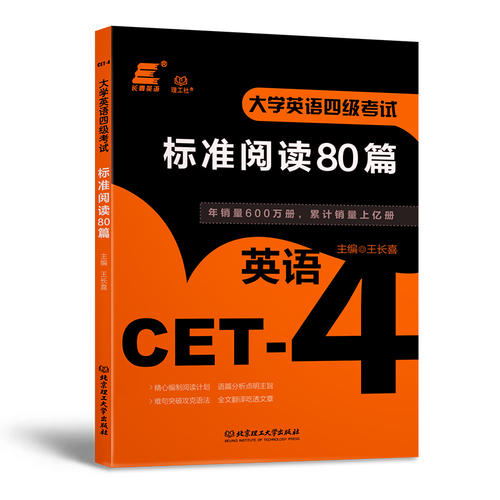 CET-4
大学英语四级考试
标准阅读80篇
主编 王长喜
北京理工大学出版社
长喜英语
理工社®
大学英语四级考试
标准阅读80篇
年销量600万册，累计销量上亿册
主编◎王长喜
英语
CET-4
精心编制阅读计划 语篇分析点明主旨
难句突破攻克语法 全文翻译吃透文章
北京理工大学出版社
BEIJING INSTITUTE OF TECHNOLOGY PRESS